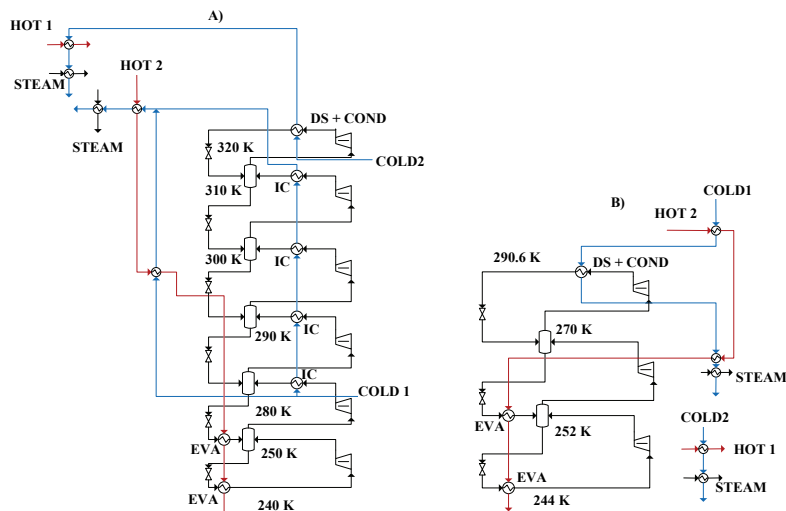 A)
HOT 1
STEAM
HOT 2
STEAM
DS + COND
320 K
COLD2
310 K
IC
300 K
IC
290 K
IC
IC
280 K
COLD 1
EVA
250 K
EVA
240 K
B)
COLD1
HOT 2
290.6 K
DS + COND
270 K
STEAM
EVA
252 K
COLD2
HOT 1
EVA
STEAM
244 K